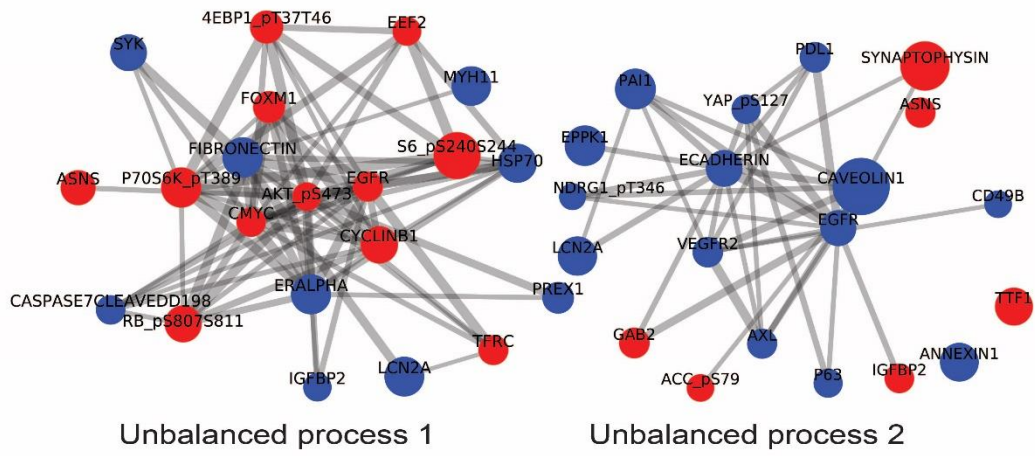 4EBP1_pT37T46
EEF2
SYK
MYH11
FOXM1
FIBRONECTIN
S6_pS240S244
HSP70
ASNS
P70S6K_pT389
AKT_pS473
EGFR
CMYC
CYCLINB1
ERALPHA
PREX1
CASPASE7CLEAVEDD198
RB_pS807S811
TFRC
IGFBP2
LCN2A
Unbalanced process 1
PDL1
SYNAPTOPHYSIN
PAI1
YAP_pS127
ASNS
EPPK1
ECADHERIN
CAVEOLIN1
NDRG1_pT346
CD49B
EGFR
LCN2A
VEGFR2
TTF1
GAB2
AXL
ANNEXIN1
ACC_pS79
P63
IGFBP2
Unbalanced process 2